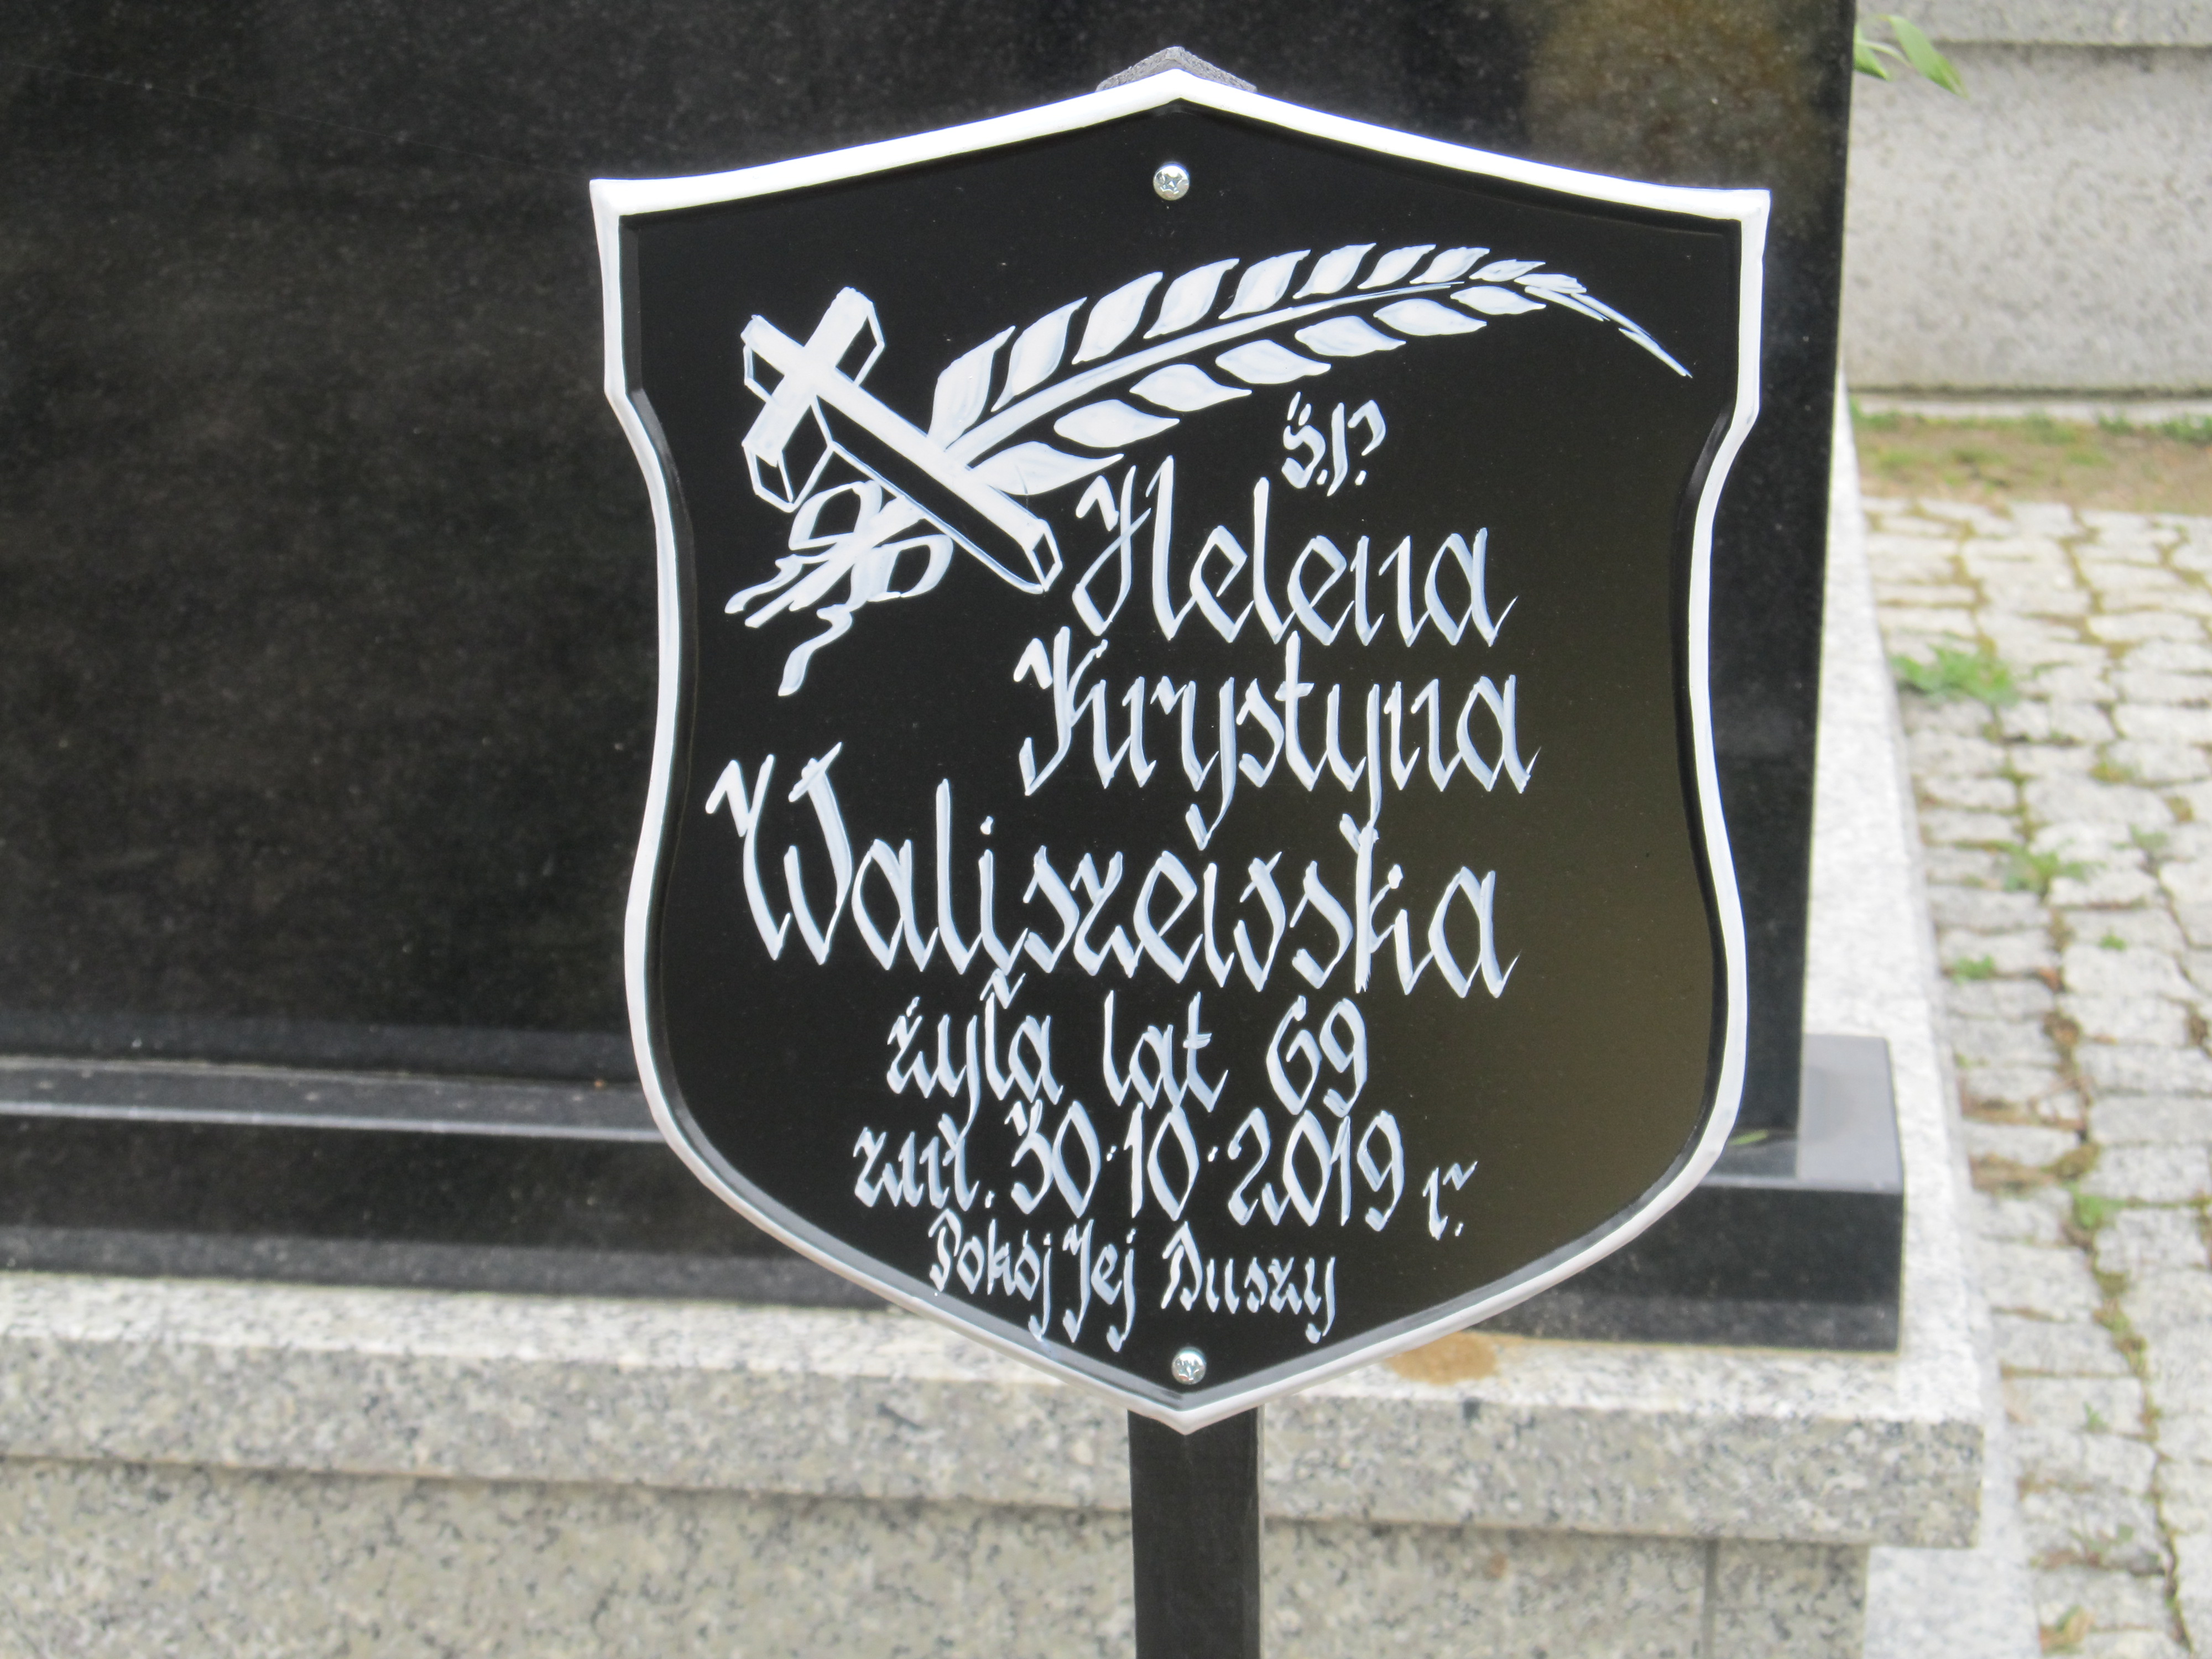 Ś.P.
Helena
Krystyna
Waliszewska
żyła lat 69
zm. 30.10.2019 r.
Pokój Jej Duszy